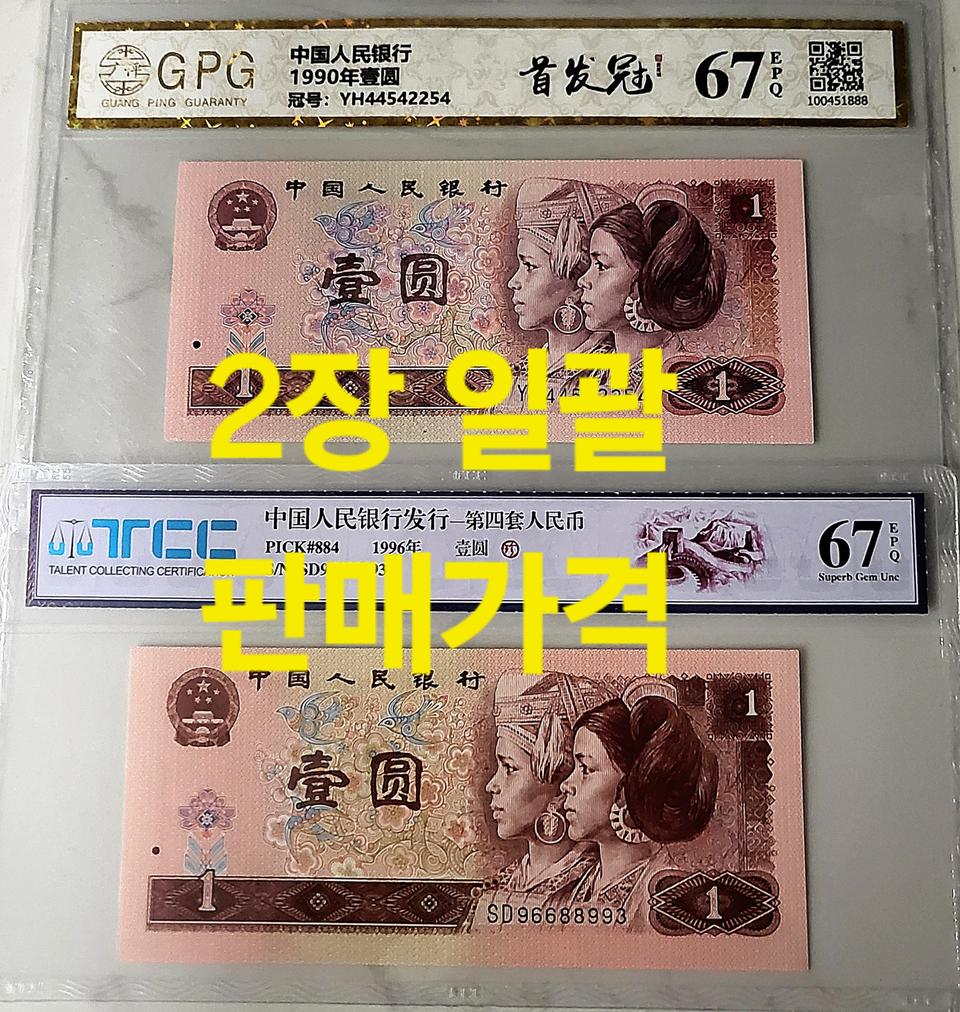 GPG
GUANG PING GUARANTY
中国人民银行
1990年壹圆
冠号：YH44542254
首发冠
67
EPQ
100451888
中国人民银行
1
壹圆
2장 일괄
1
1
TCC
TALENT COLLECTING
中国人民银行发行—第四套人民币
PICK#884 1996年 壹圆
67
EPQ
Superb Gem Unc
판매가격
中国人民银行
1
壹圆
1
SD96688993
1